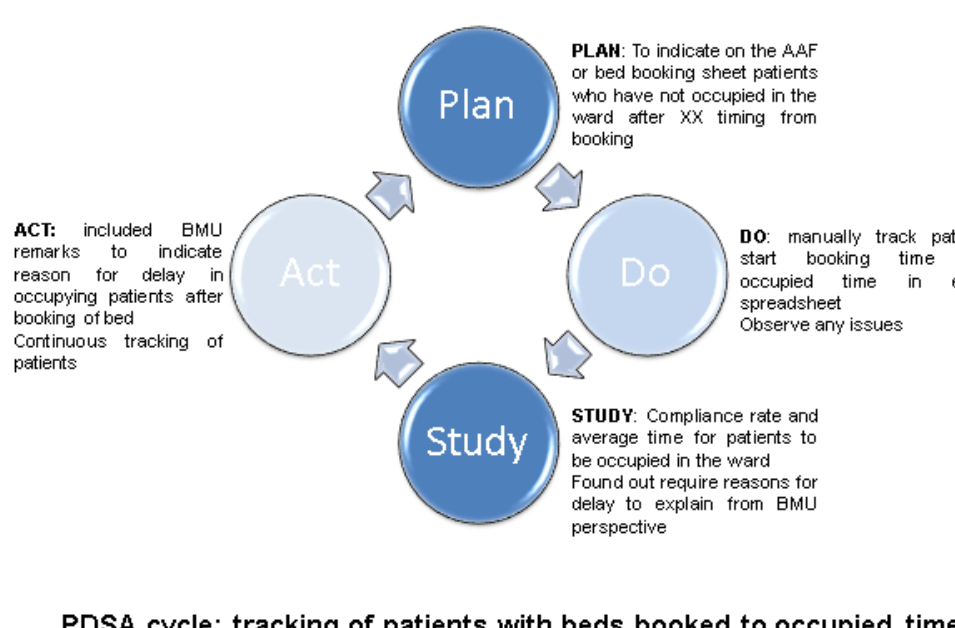 Plan
PLAN: To indicate on the AAF
or bed booking sheet patients
who have not occupied in the
ward after XX timing from
booking
Do
DO: manually track
start booking time
occupied time in
spreadsheet
Observe any issues
Study
STUDY: Compliance rate and
average time for patients to
be occupied in the ward
Found out require reasons for
delay to explain from BMU
perspective
Act
ACT: included BMU
remarks to indicate
reason for delay in
occupying patients after
booking of bed
Continuous tracking of
patients
PDSA cycle: tracking of patients with beds booked to occupied time